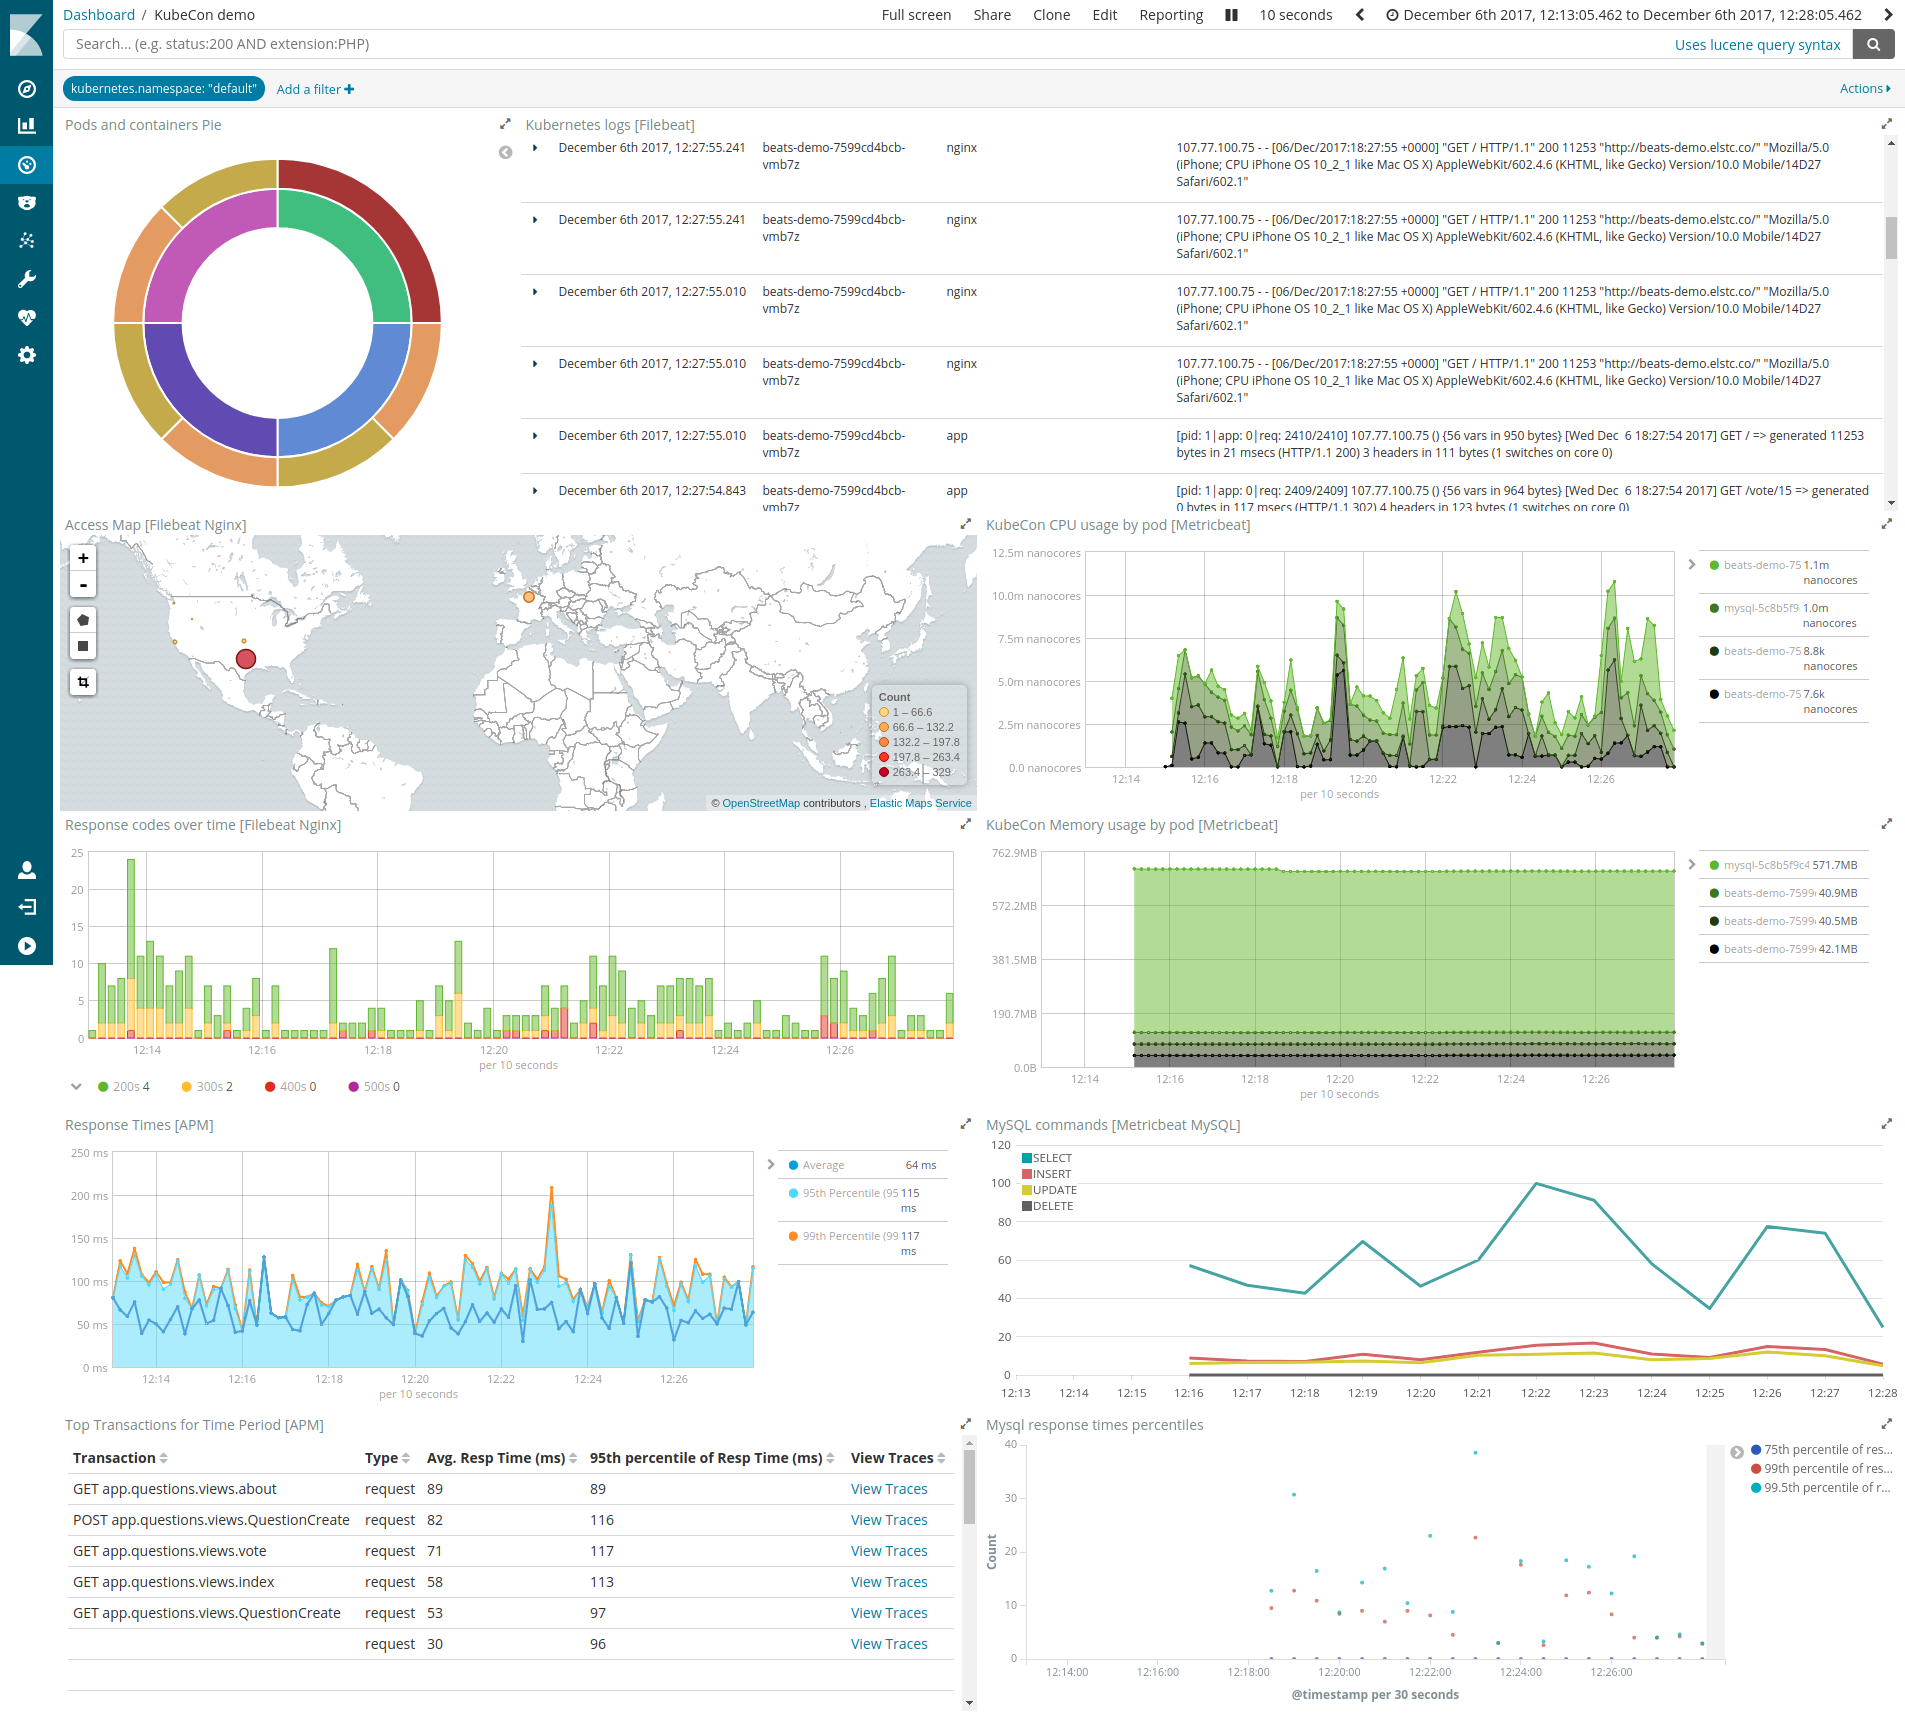 Dashboard / KubeCon demo
Full screen Share Clone Edit Reporting 10 seconds December 6th 2017, 12:13:05.462 to December 6th 2017, 12:28:05.462
Search... (e.g. status:200 AND extension:PHP)
Uses lucene query syntax
kubernetes.namespace: "default"
Add a filter
Actions
Pods and containers Pie
Kubernetes logs [Filebeat]
December 6th 2017, 12:27:55.241 beats-demo-7599cd4bcb- nginx 107.77.100.75 - - [06/Dec/2017:18:27:55 +0000] "GET / HTTP/1.1" 200 11253 "http://beats-demo.elstc.co/" "Mozilla/5.0
vmb7z (iPhone; CPU iPhone OS 10_2_1 like Mac OS X) AppleWebKit/602.4.6 (KHTML, like Gecko) Version/10.0 Mobile/14D27
Safari/602.1"
December 6th 2017, 12:27:55.241 beats-demo-7599cd4bcb- nginx 107.77.100.75 - - [06/Dec/2017:18:27:55 +0000] "GET / HTTP/1.1" 200 11253 "http://beats-demo.elstc.co/" "Mozilla/5.0
vmb7z (iPhone; CPU iPhone OS 10_2_1 like Mac OS X) AppleWebKit/602.4.6 (KHTML, like Gecko) Version/10.0 Mobile/14D27
Safari/602.1"
December 6th 2017, 12:27:55.010 beats-demo-7599cd4bcb- nginx 107.77.100.75 - - [06/Dec/2017:18:27:55 +0000] "GET / HTTP/1.1" 200 11253 "http://beats-demo.elstc.co/" "Mozilla/5.0
vmb7z (iPhone; CPU iPhone OS 10_2_1 like Mac OS X) AppleWebKit/602.4.6 (KHTML, like Gecko) Version/10.0 Mobile/14D27
Safari/602.1"
December 6th 2017, 12:27:55.010 beats-demo-7599cd4bcb- nginx 107.77.100.75 - - [06/Dec/2017:18:27:55 +0000] "GET / HTTP/1.1" 200 11253 "http://beats-demo.elstc.co/" "Mozilla/5.0
vmb7z (iPhone; CPU iPhone OS 10_2_1 like Mac OS X) AppleWebKit/602.4.6 (KHTML, like Gecko) Version/10.0 Mobile/14D27
Safari/602.1"
December 6th 2017, 12:27:55.010 beats-demo-7599cd4bcb- app [pid: 1|app: 0|req: 2410/2410] 107.77.100.75 () {56 vars in 950 bytes} [Wed Dec 6 18:27:54 2017] GET / => generated 11253
vmb7z bytes in 21 msecs (HTTP/1.1 200) 3 headers in 111 bytes (1 switches on core 0)
December 6th 2017, 12:27:54.843 beats-demo-7599cd4bcb- app [pid: 1|app: 0|req: 2409/2409] 107.77.100.75 () {56 vars in 964 bytes} [Wed Dec 6 18:27:54 2017] GET /vote/15 => generated
vmb7z 0 bytes in 117 msecs (HTTP/1.1 302) 4 headers in 123 bytes (1 switches on core 0)
Access Map [Filebeat Nginx]
+
-
Count
1 – 66.6
66.6 – 132.2
132.2 – 197.8
197.8 – 263.4
263.4 – 329
© OpenStreetMap contributors , Elastic Maps Service
KubeCon CPU usage by pod [Metricbeat]
12.5m nanocores
10.0m nanocores
7.5m nanocores
5.0m nanocores
2.5m nanocores
0.0 nanocores
12:14 12:16 12:18 12:20 12:22 12:24 12:26
per 10 seconds
beats-demo-75 1.1m
nanocores
mysql-5c8b5f9 1.0m
nanocores
beats-demo-75 8.8k
nanocores
beats-demo-75 7.6k
nanocores
Response codes over time [Filebeat Nginx]
25
20
15
10
5
0
12:14 12:16 12:18 12:20 12:22 12:24 12:26
per 10 seconds
200s 4 300s 2 400s 0 500s 0
KubeCon Memory usage by pod [Metricbeat]
762.9MB
572.2MB
381.5MB
190.7MB
0.0B
12:14 12:16 12:18 12:20 12:22 12:24 12:26
per 10 seconds
mysql-5c8b5f9c4 571.7MB
beats-demo-7599 40.9MB
beats-demo-7599 40.5MB
beats-demo-7599 42.1MB
Response Times [APM]
250 ms
200 ms
150 ms
100 ms
50 ms
0 ms
12:14 12:16 12:18 12:20 12:22 12:24 12:26
per 10 seconds
Average 64 ms
95th Percentile (95 115
ms
99th Percentile (99 117
ms
MySQL commands [Metricbeat MySQL]
120
100
80
60
40
20
0
SELECT
INSERT
UPDATE
DELETE
12:13 12:14 12:15 12:16 12:17 12:18 12:19 12:20 12:21 12:22 12:23 12:24 12:25 12:26 12:27 12:28
Top Transactions for Time Period [APM]
Transaction Type Avg. Resp Time (ms) 95th percentile of Resp Time (ms) View Traces
GET app.questions.views.about request 89 89 View Traces
POST app.questions.views.QuestionCreate request 82 116 View Traces
GET app.questions.views.vote request 71 117 View Traces
GET app.questions.views.index request 58 113 View Traces
GET app.questions.views.QuestionCreate request 53 97 View Traces
request 30 96 View Traces
Mysql response times percentiles
40
30
20
10
0
Count
12:14:00 12:16:00 12:18:00 12:20:00 12:22:00 12:24:00 12:26:00
@timestamp per 30 seconds
75th percentile of res...
99th percentile of res...
99.5th percentile of r...